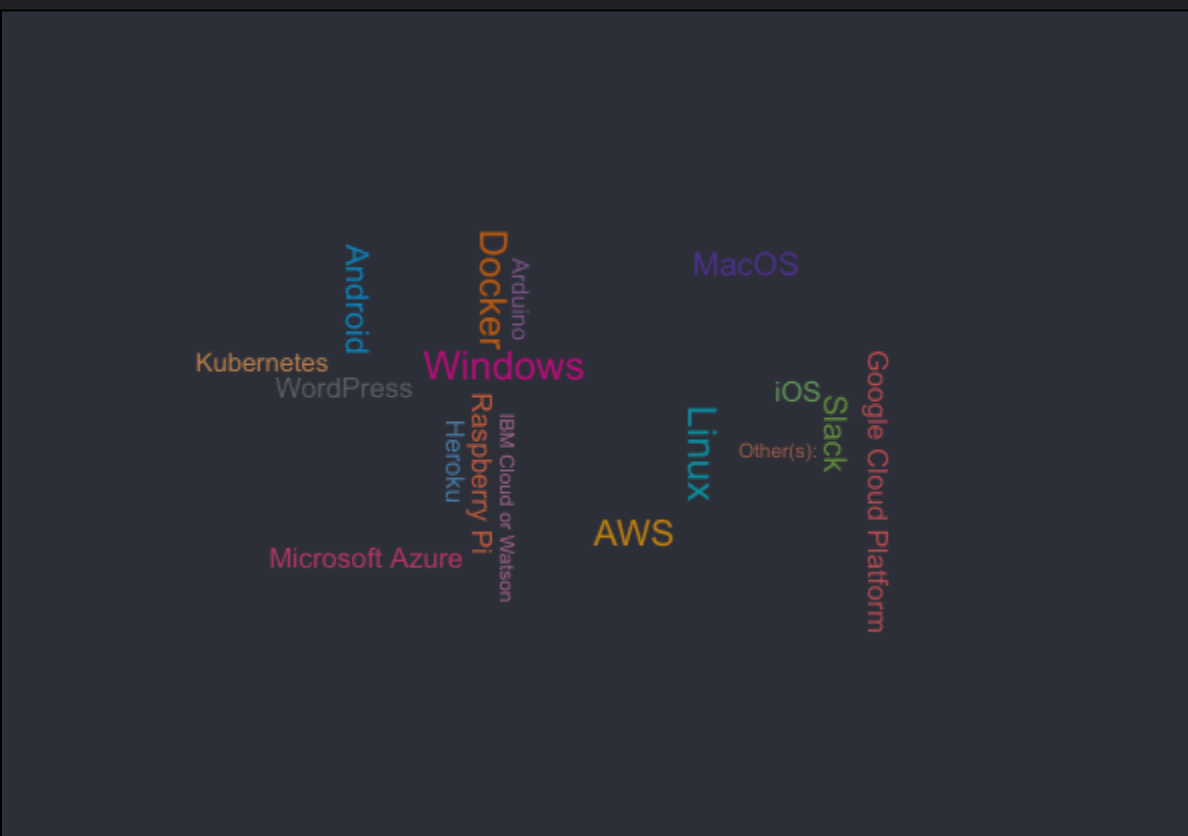 Android
Docker
Arduino
MacOS
Kubernetes
WordPress
Windows
iOS
Slack
Google Cloud Platform
Raspberry Pi
Heroku
IBM Cloud or Watson
Linux
Other(s):
AWS
Microsoft Azure